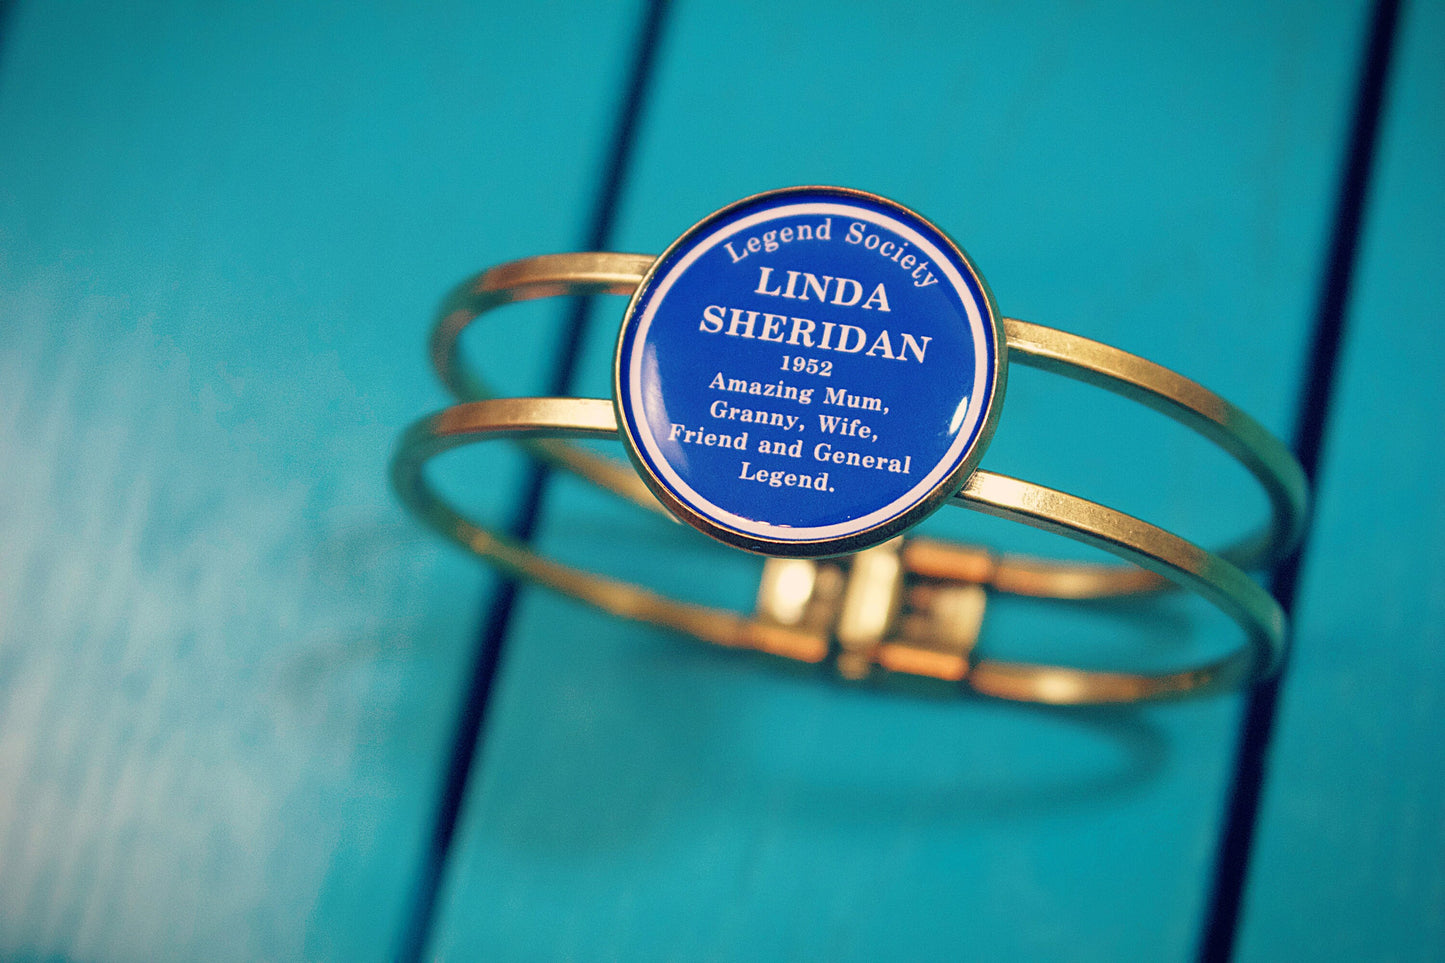 Legend Society
LINDA
SHERIDAN
1952
Amazing Mum,
Granny, Wife,
Friend and General
Legend.